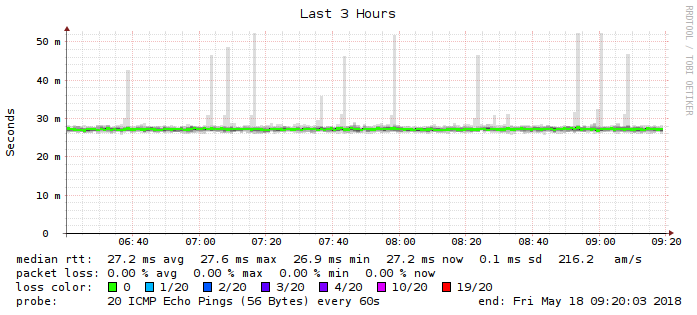 Last 3 Hours
RRDTOOL / TOBI OETIKER
Seconds
50 m
40 m
30 m
20 m
10 m
0
06:40 07:00 07:20 07:40 08:00 08:20 08:40 09:00 09:20
median rtt: 27.2 ms avg 27.6 ms max 26.9 ms min 27.2 ms now 0.1 ms sd 216.2 am/s
packet loss: 0.00 % avg 0.00 % max 0.00 % min 0.00 % now
loss color: 0 1/20 2/20 3/20 4/20 10/20 19/20
probe: 20 ICMP Echo Pings (56 Bytes) every 60s end: Fri May 18 09:20:03 2018